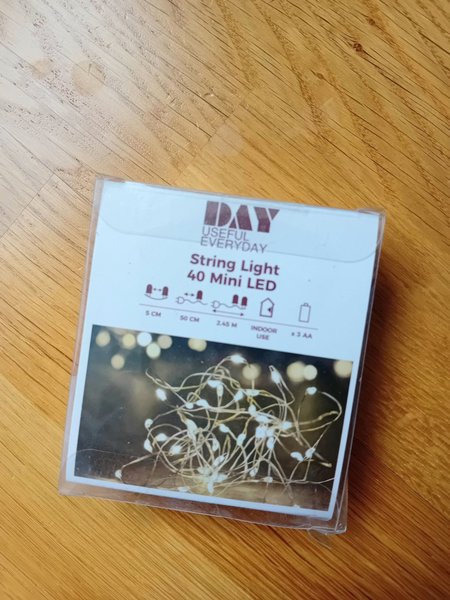 DAY
USEFUL
EVERYDAY
String Light
40 Mini LED
5 CM
50 CM
2.45 M
INDOOR
USE
x 3 AA